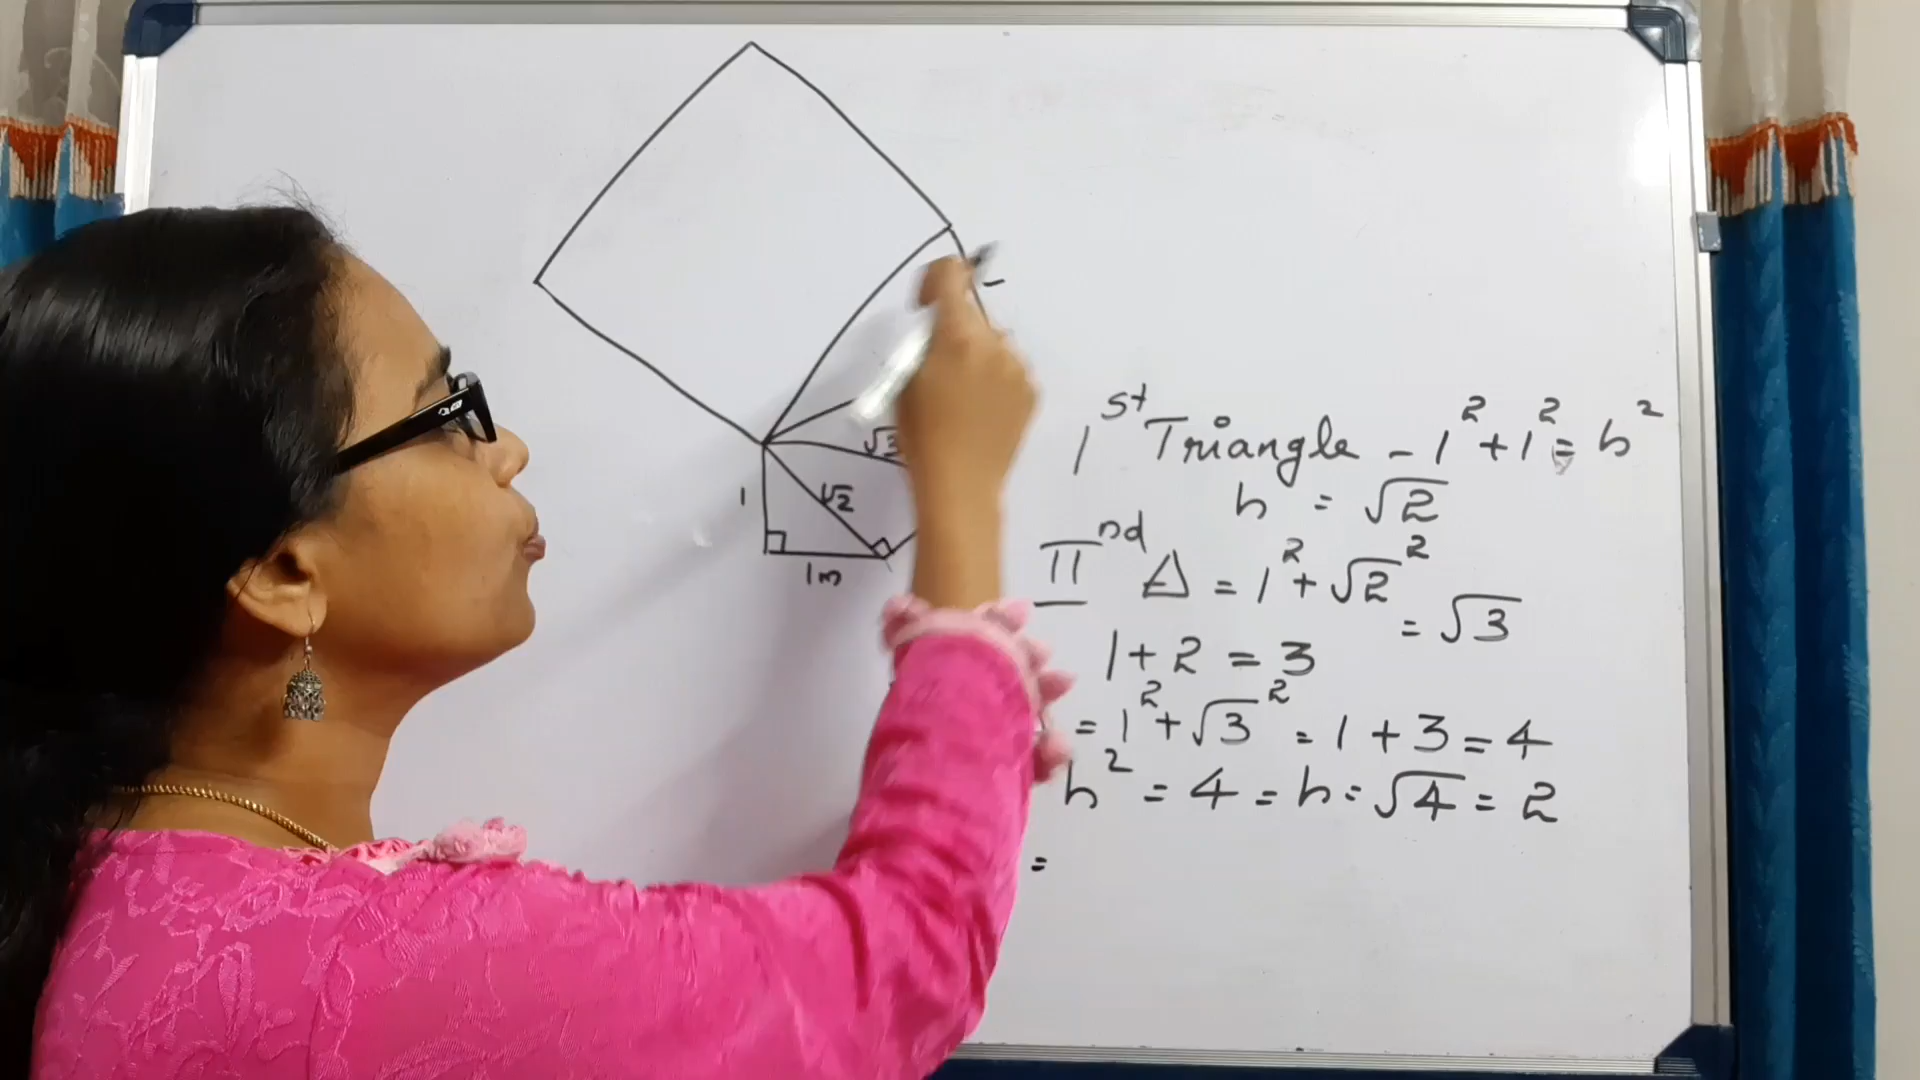 √3
1
√2
1m
1st Triangle - 1² + 1² = h²
h = √2
IInd △ = 1² + √2²
= √3
1 + 2 = 3
= 1² + √3² = 1 + 3 = 4
h² = 4 = h = √4 = 2
=